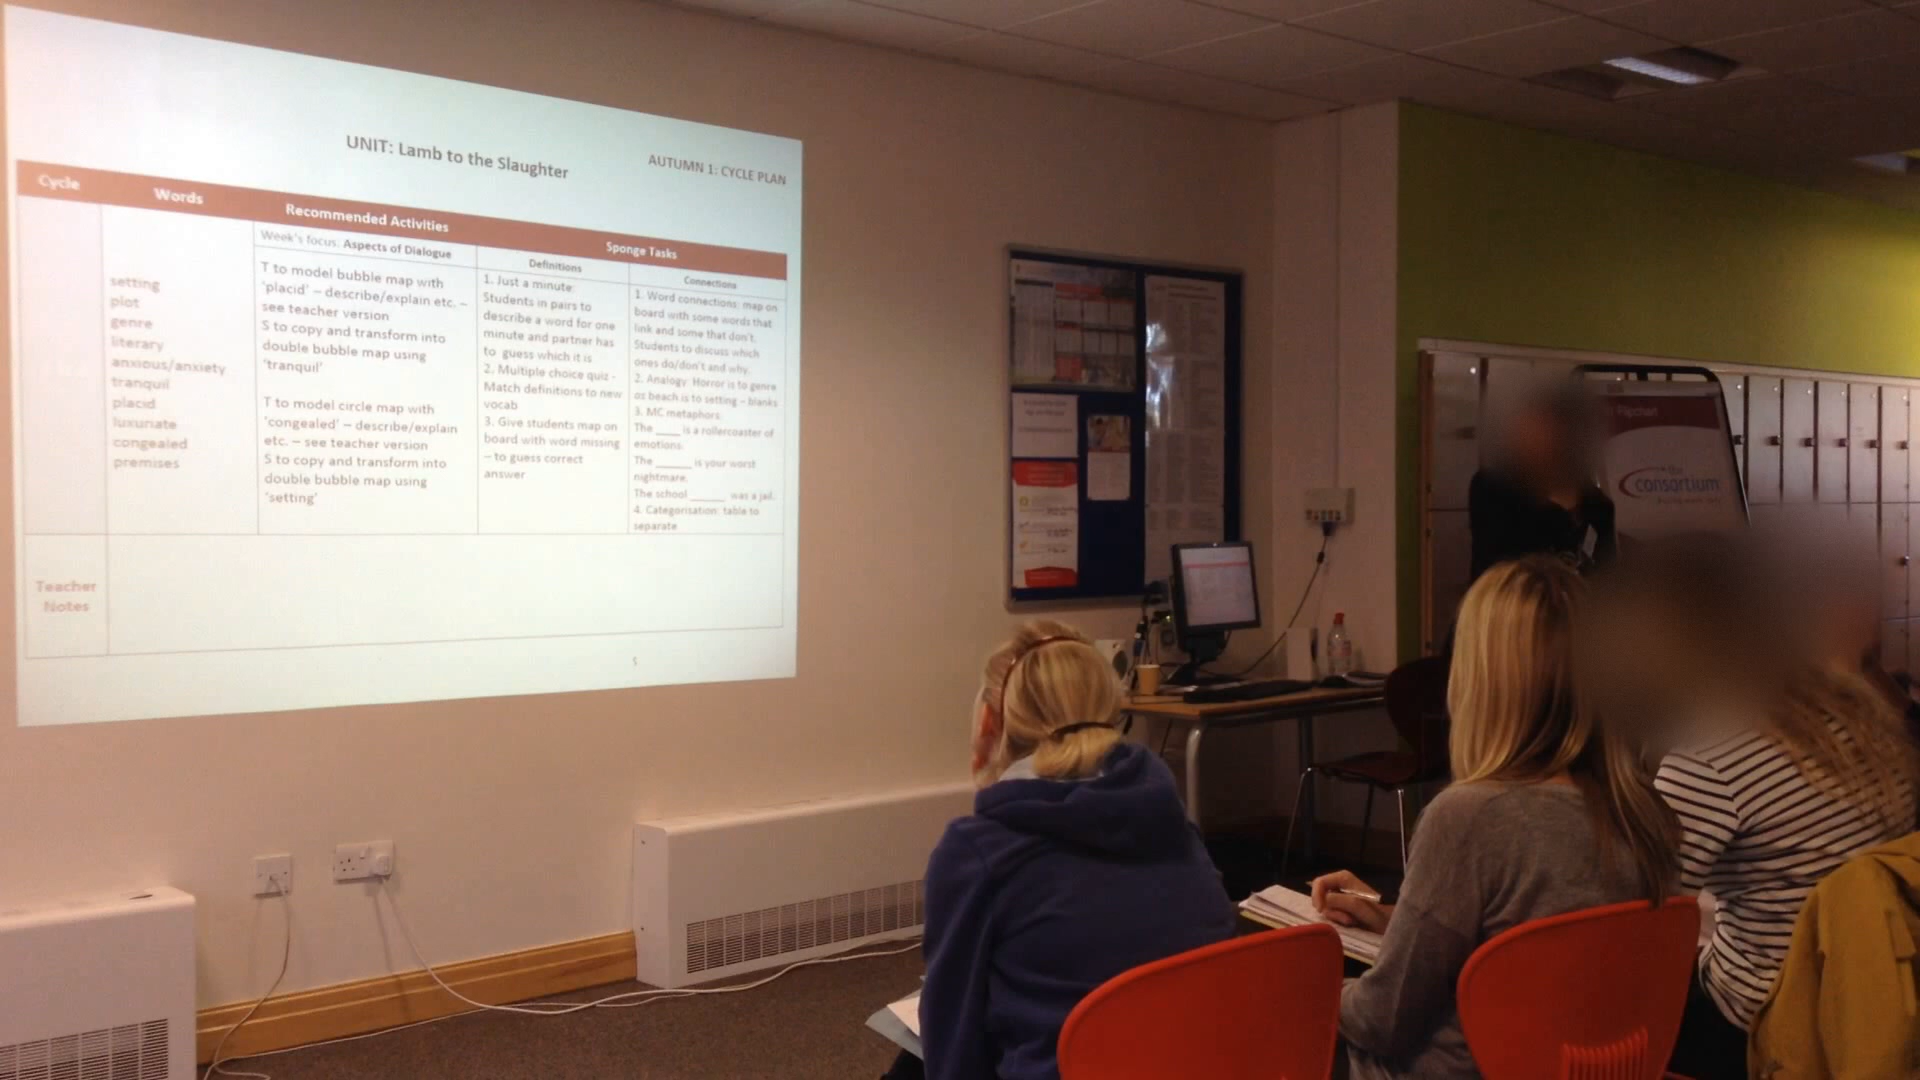 UNIT: Lamb to the Slaughter
AUTUMN 1: CYCLE PLAN
Cycle
Words
Recommended Activities
Sponge Tasks
Week's focus: Aspects of Dialogue
Definitions
Connections
setting
plot
genre
literary
anxious/anxiety
tranquil
placid
luxuriate
congealed
premises
T to model bubble map with
'placid' – describe/explain etc. –
see teacher version
S to copy and transform into
double bubble map using
'tranquil'
T to model circle map with
'congealed' – describe/explain
etc. – see teacher version
S to copy and transform into
double bubble map using
'setting'
1. Just a minute:
Students in pairs to
describe a word for one
minute and partner has
to guess which it is
2. Multiple choice quiz -
Match definitions to new
vocab
3. Give students map on
board with word missing
– to guess correct
answer
1. Word connections: map on
board with some words that
link and some that don't.
Students to discuss which
ones do/don't and why.
2. Analogy: Horror is to genre
as beach is to setting – blanks
3. MC metaphors:
The ____ is a rollercoaster of
emotions.
The ______ is your worst
nightmare.
The school ______ was a jail.
4. Categorisation: table to
separate
Teacher
Notes
5
Flipchart
the
consortium